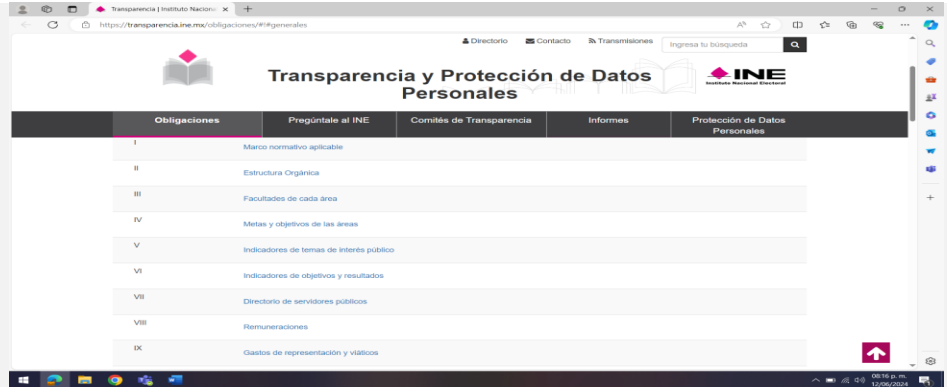 Transparencia | Instituto Nacion
https://transparencia.ine.mx/obligaciones/#!#generales
Directorio Contacto Transmisiones Ingresa tu búsqueda
Transparencia y Protección de Datos
Personales
INE
Instituto Nacional Electoral
Obligaciones Pregúntale al INE Comités de Transparencia Informes Protección de Datos
Personales
I Marco normativo aplicable
II Estructura Orgánica
III Facultades de cada área
IV Metas y objetivos de las áreas
V Indicadores de temas de interés público
VI Indicadores de objetivos y resultados
VII Directorio de servidores públicos
VIII Remuneraciones
IX Gastos de representación y viáticos
08:16 p. m.
12/06/2024